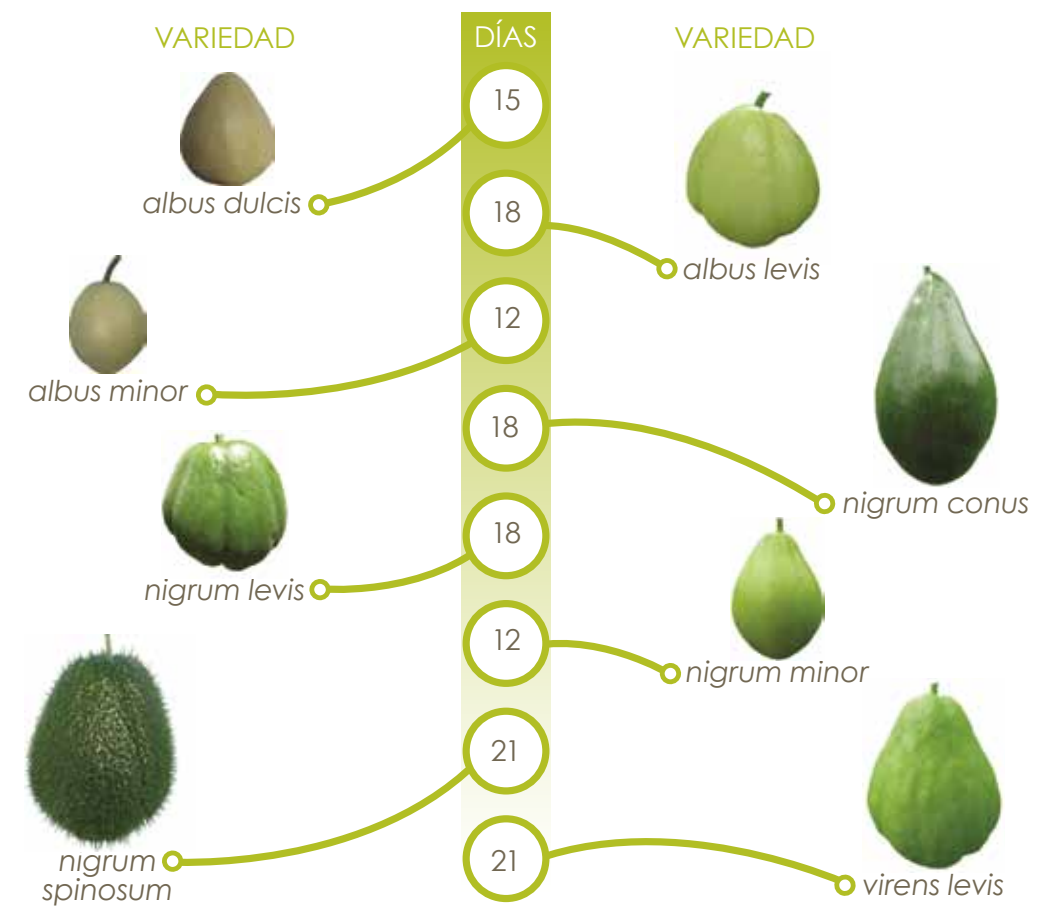 VARIEDAD
DÍAS
VARIEDAD
15
albus dulcis
18
albus levis
12
albus minor
18
nigrum conus
18
nigrum levis
12
nigrum minor
21
nigrum
spinosum
21
virens levis